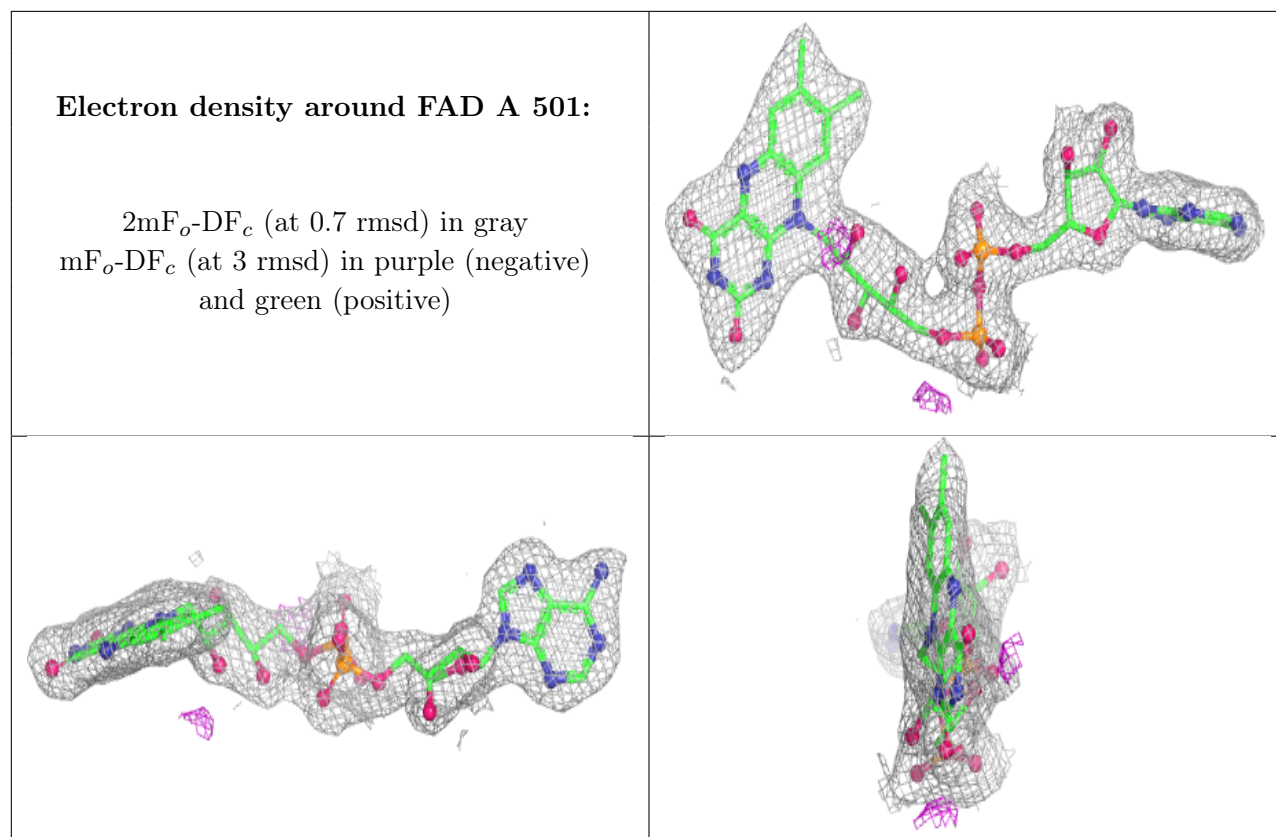 Electron density around FAD A 501:
2mFo-DFc (at 0.7 rmsd) in gray
mFo-DFc (at 3 rmsd) in purple (negative)
and green (positive)